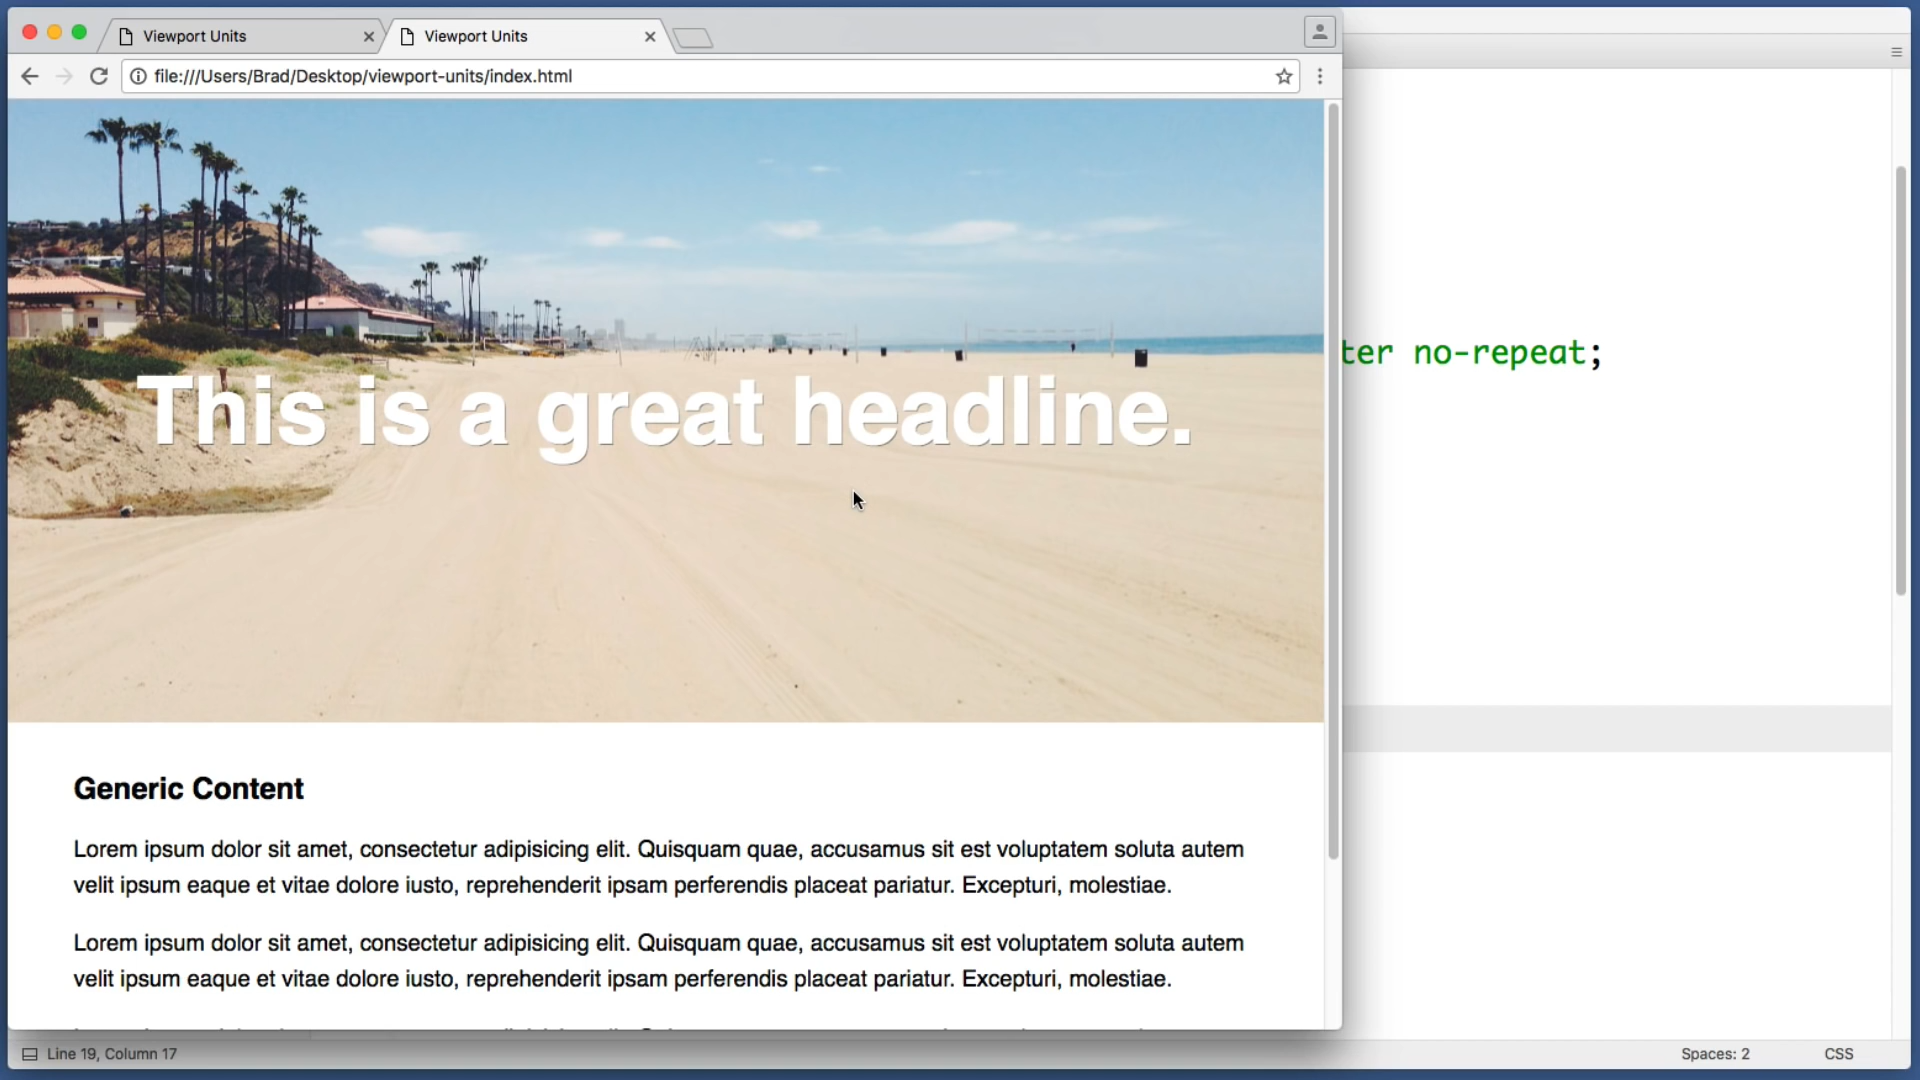 Viewport Units
Viewport Units
file:///Users/Brad/Desktop/viewport-units/index.html
ter no-repeat;
This is a great headline.
Generic Content
Lorem ipsum dolor sit amet, consectetur adipisicing elit. Quisquam quae, accusamus sit est voluptatem soluta autem
velit ipsum eaque et vitae dolore iusto, reprehenderit ipsam perferendis placeat pariatur. Excepturi, molestiae.
Lorem ipsum dolor sit amet, consectetur adipisicing elit. Quisquam quae, accusamus sit est voluptatem soluta autem
velit ipsum eaque et vitae dolore iusto, reprehenderit ipsam perferendis placeat pariatur. Excepturi, molestiae.
Line 19, Column 17
Spaces: 2
CSS